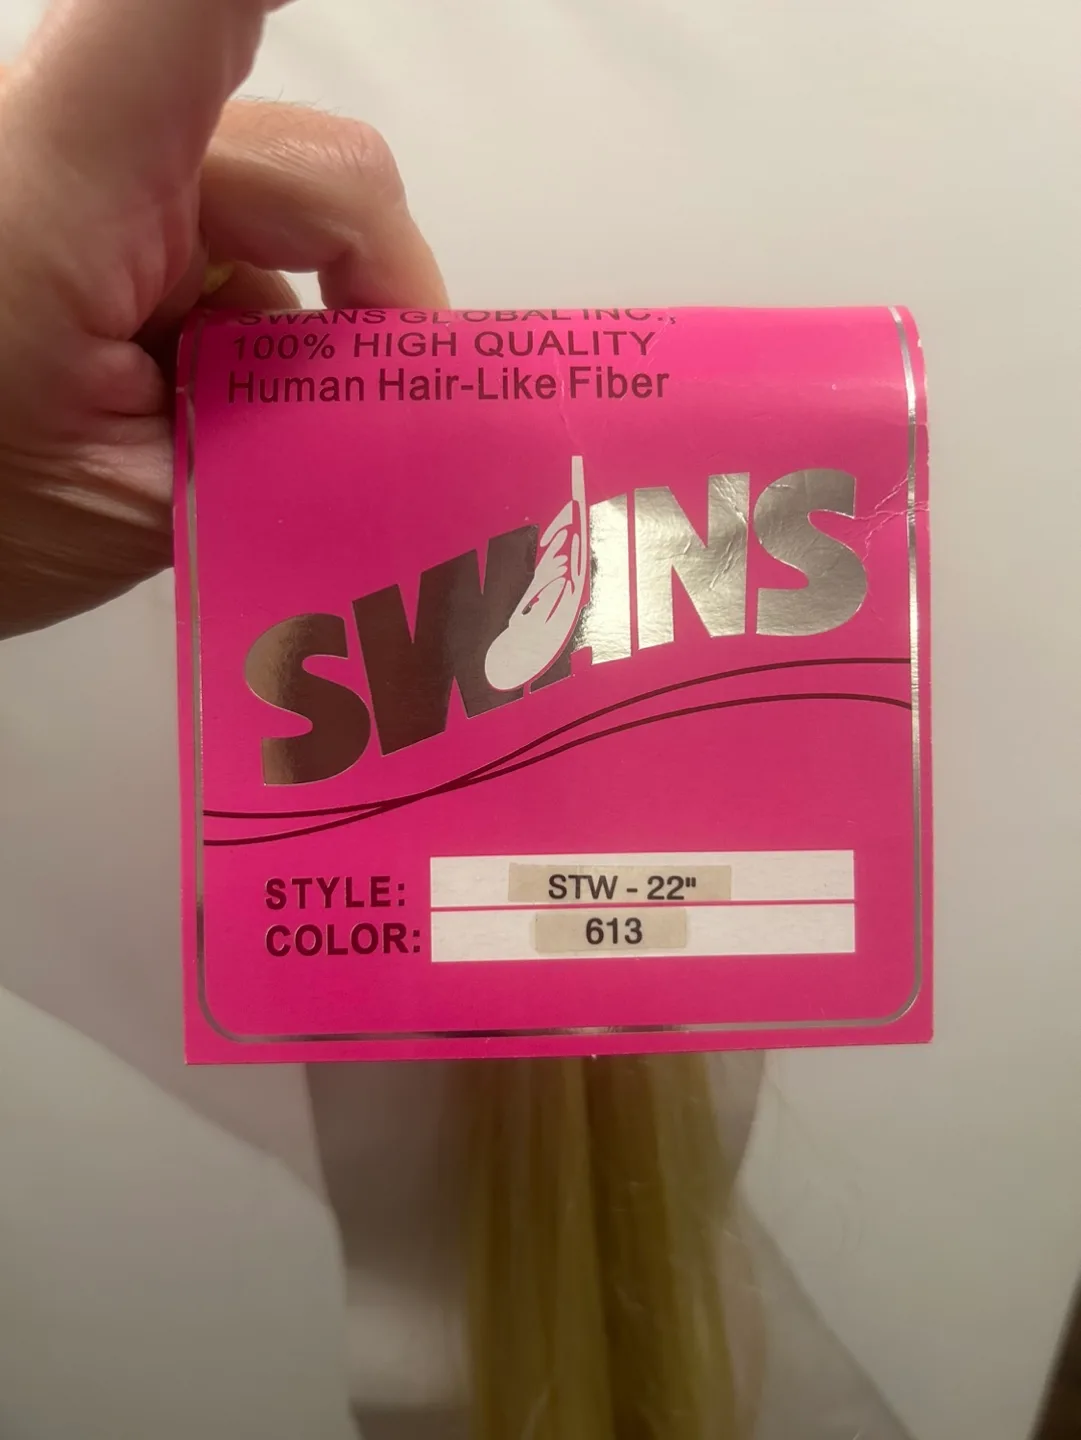 SWANS GLOBAL INC.,
100% HIGH QUALITY
Human Hair-Like Fiber
SWANS
STYLE: STW - 22"
COLOR: 613